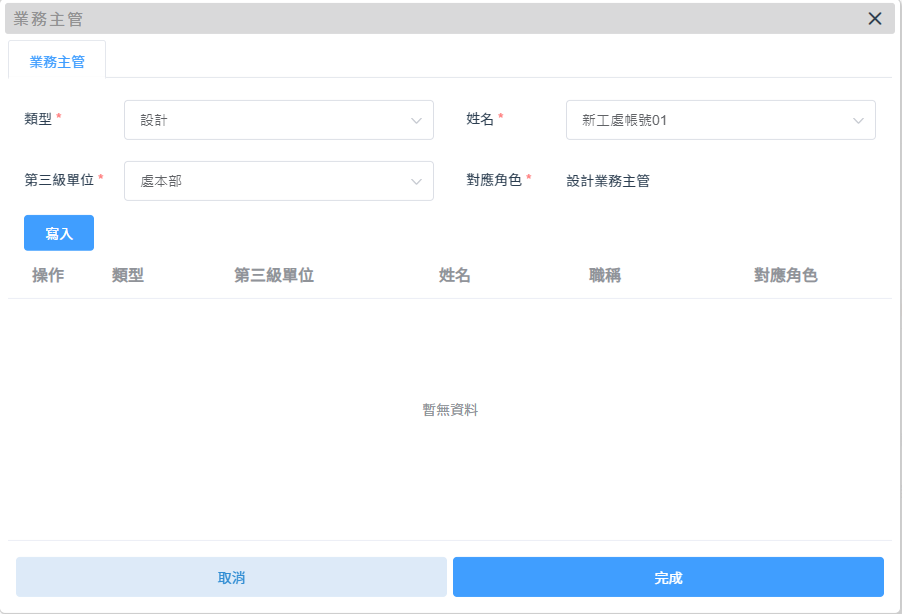 業務主管
業務主管
類型 * 設計 姓名 * 新工處帳號01
第三級單位 * 處本部 對應角色 * 設計業務主管
寫入
操作 類型 第三級單位 姓名 職稱 對應角色
暫無資料
取消 完成